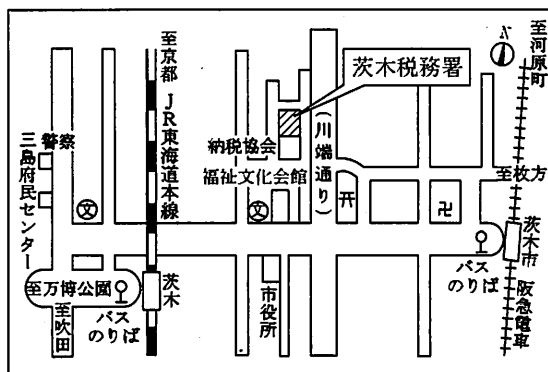 至京都
JR東海道本線
茨木
三島府民センター
警察
文
至万博公園
至吹田
バス
のりば
茨木税務署
納税協会
福祉文化会館
文
(川端通り)
市役所
卍
N
至河原町
至枚方
茨木市
阪急電車
バス
のりば